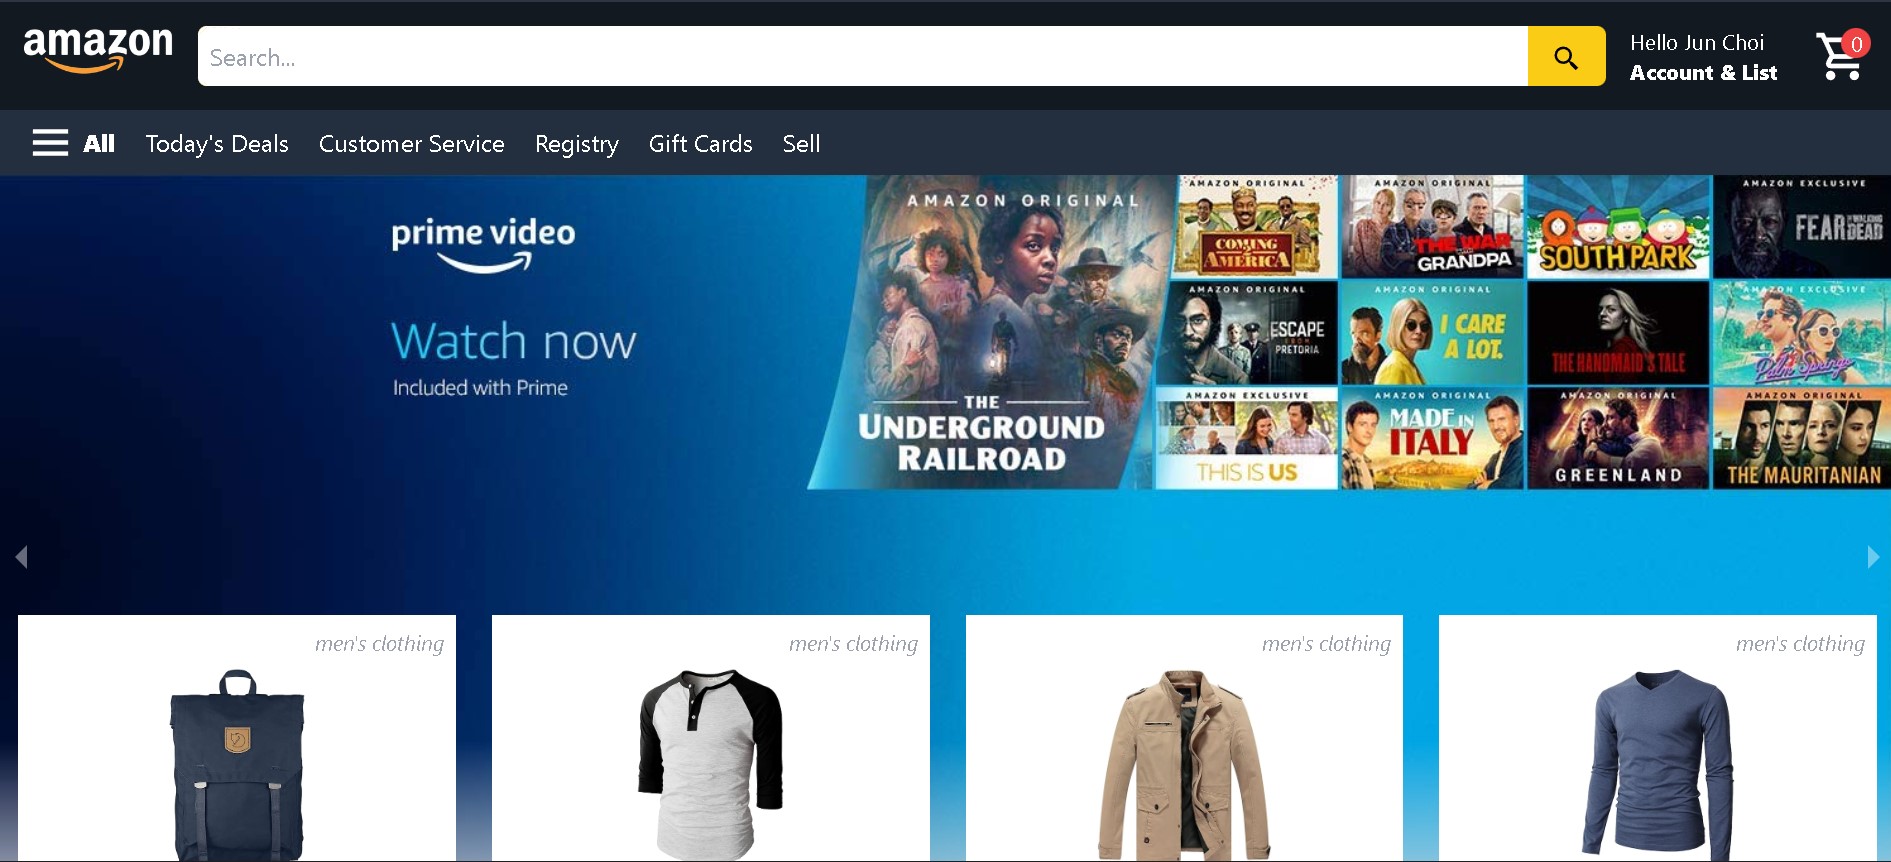 amazon
Search...
Hello Jun Choi
Account & List
0
All
Today's Deals
Customer Service
Registry
Gift Cards
Sell
prime video
Watch now
Included with Prime
AMAZON ORIGINAL
THE
UNDERGROUND
RAILROAD
AMAZON ORIGINAL
COMING 2
AMERICA
AMAZON ORIGINAL
THE WAR
WITH
GRANDPA
SOUTH PARK
AMAZON EXCLUSIVE
FEAR THE WALKING DEAD
AMAZON ORIGINAL
ESCAPE
FROM
PRETORIA
AMAZON ORIGINAL
I CARE
A LOT.
THE HANDMAID'S TALE
AMAZON EXCLUSIVE
Palm Springs
AMAZON EXCLUSIVE
THIS IS US
AMAZON ORIGINAL
MADE IN
ITALY
AMAZON ORIGINAL
GREENLAND
AMAZON ORIGINAL
THE MAURITANIAN
men's clothing
men's clothing
men's clothing
men's clothing